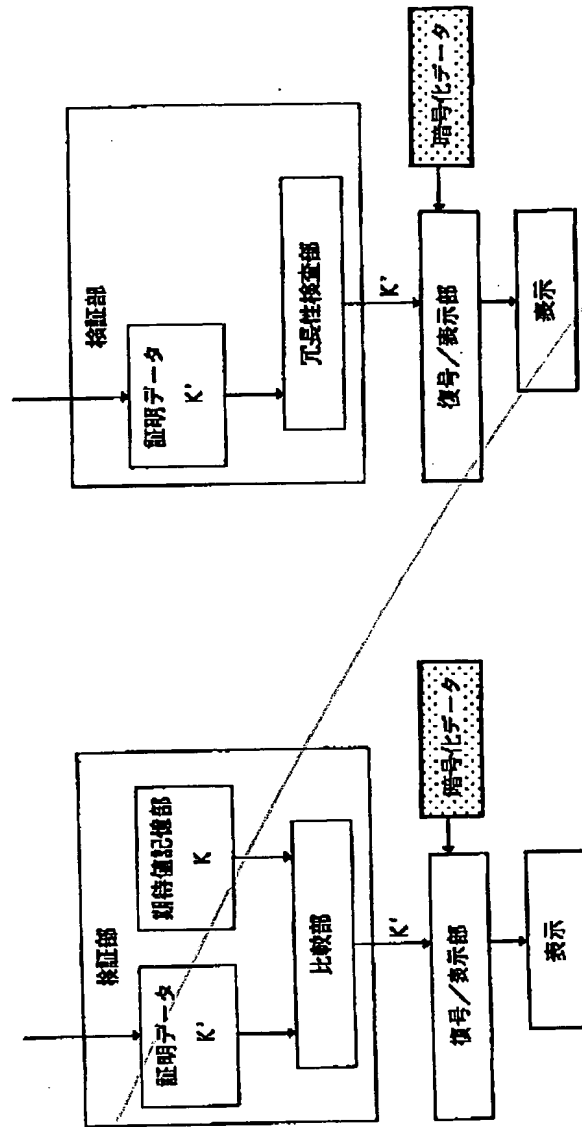 検証部
証明データ
K'
期待値記憶部
K
比較部
K'
復号／表示部
暗号化データ
表示
検証部
証明データ
K'
冗長性検査部
K'
復号／表示部
暗号化データ
表示